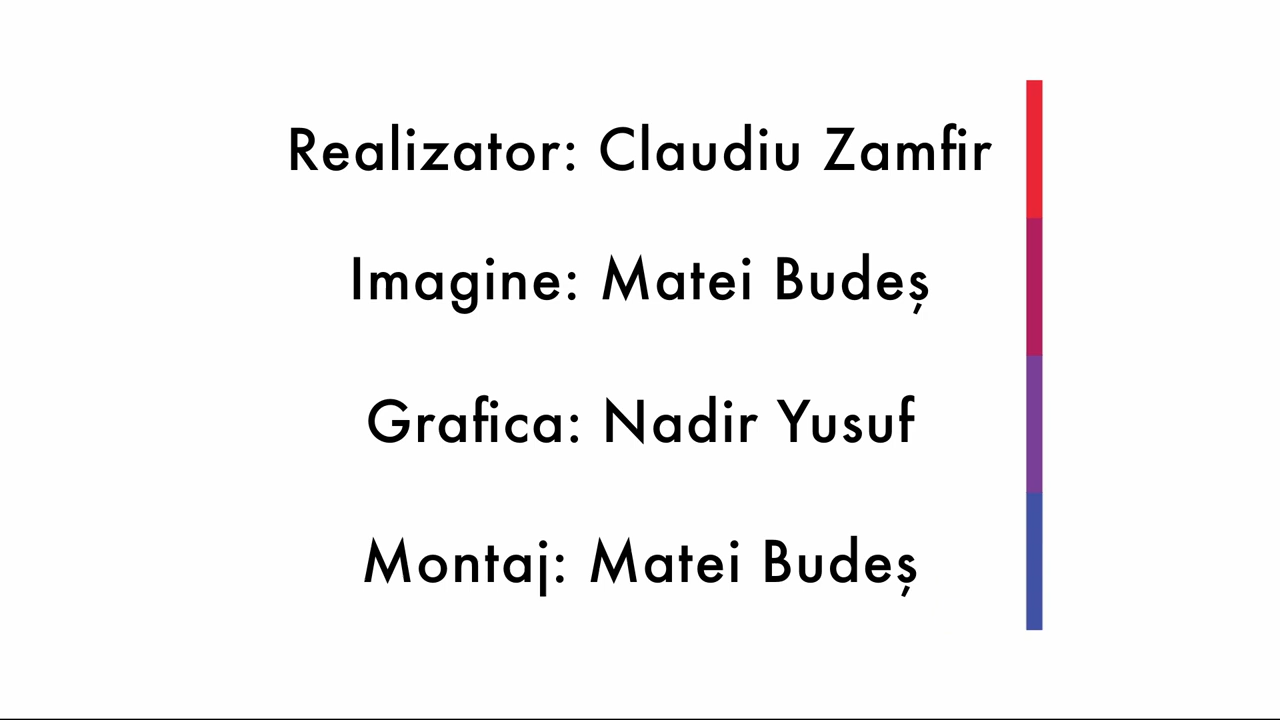 Realizator: Claudiu Zamfir
Imagine: Matei Budeș
Grafica: Nadir Yusuf
Montaj: Matei Budeș